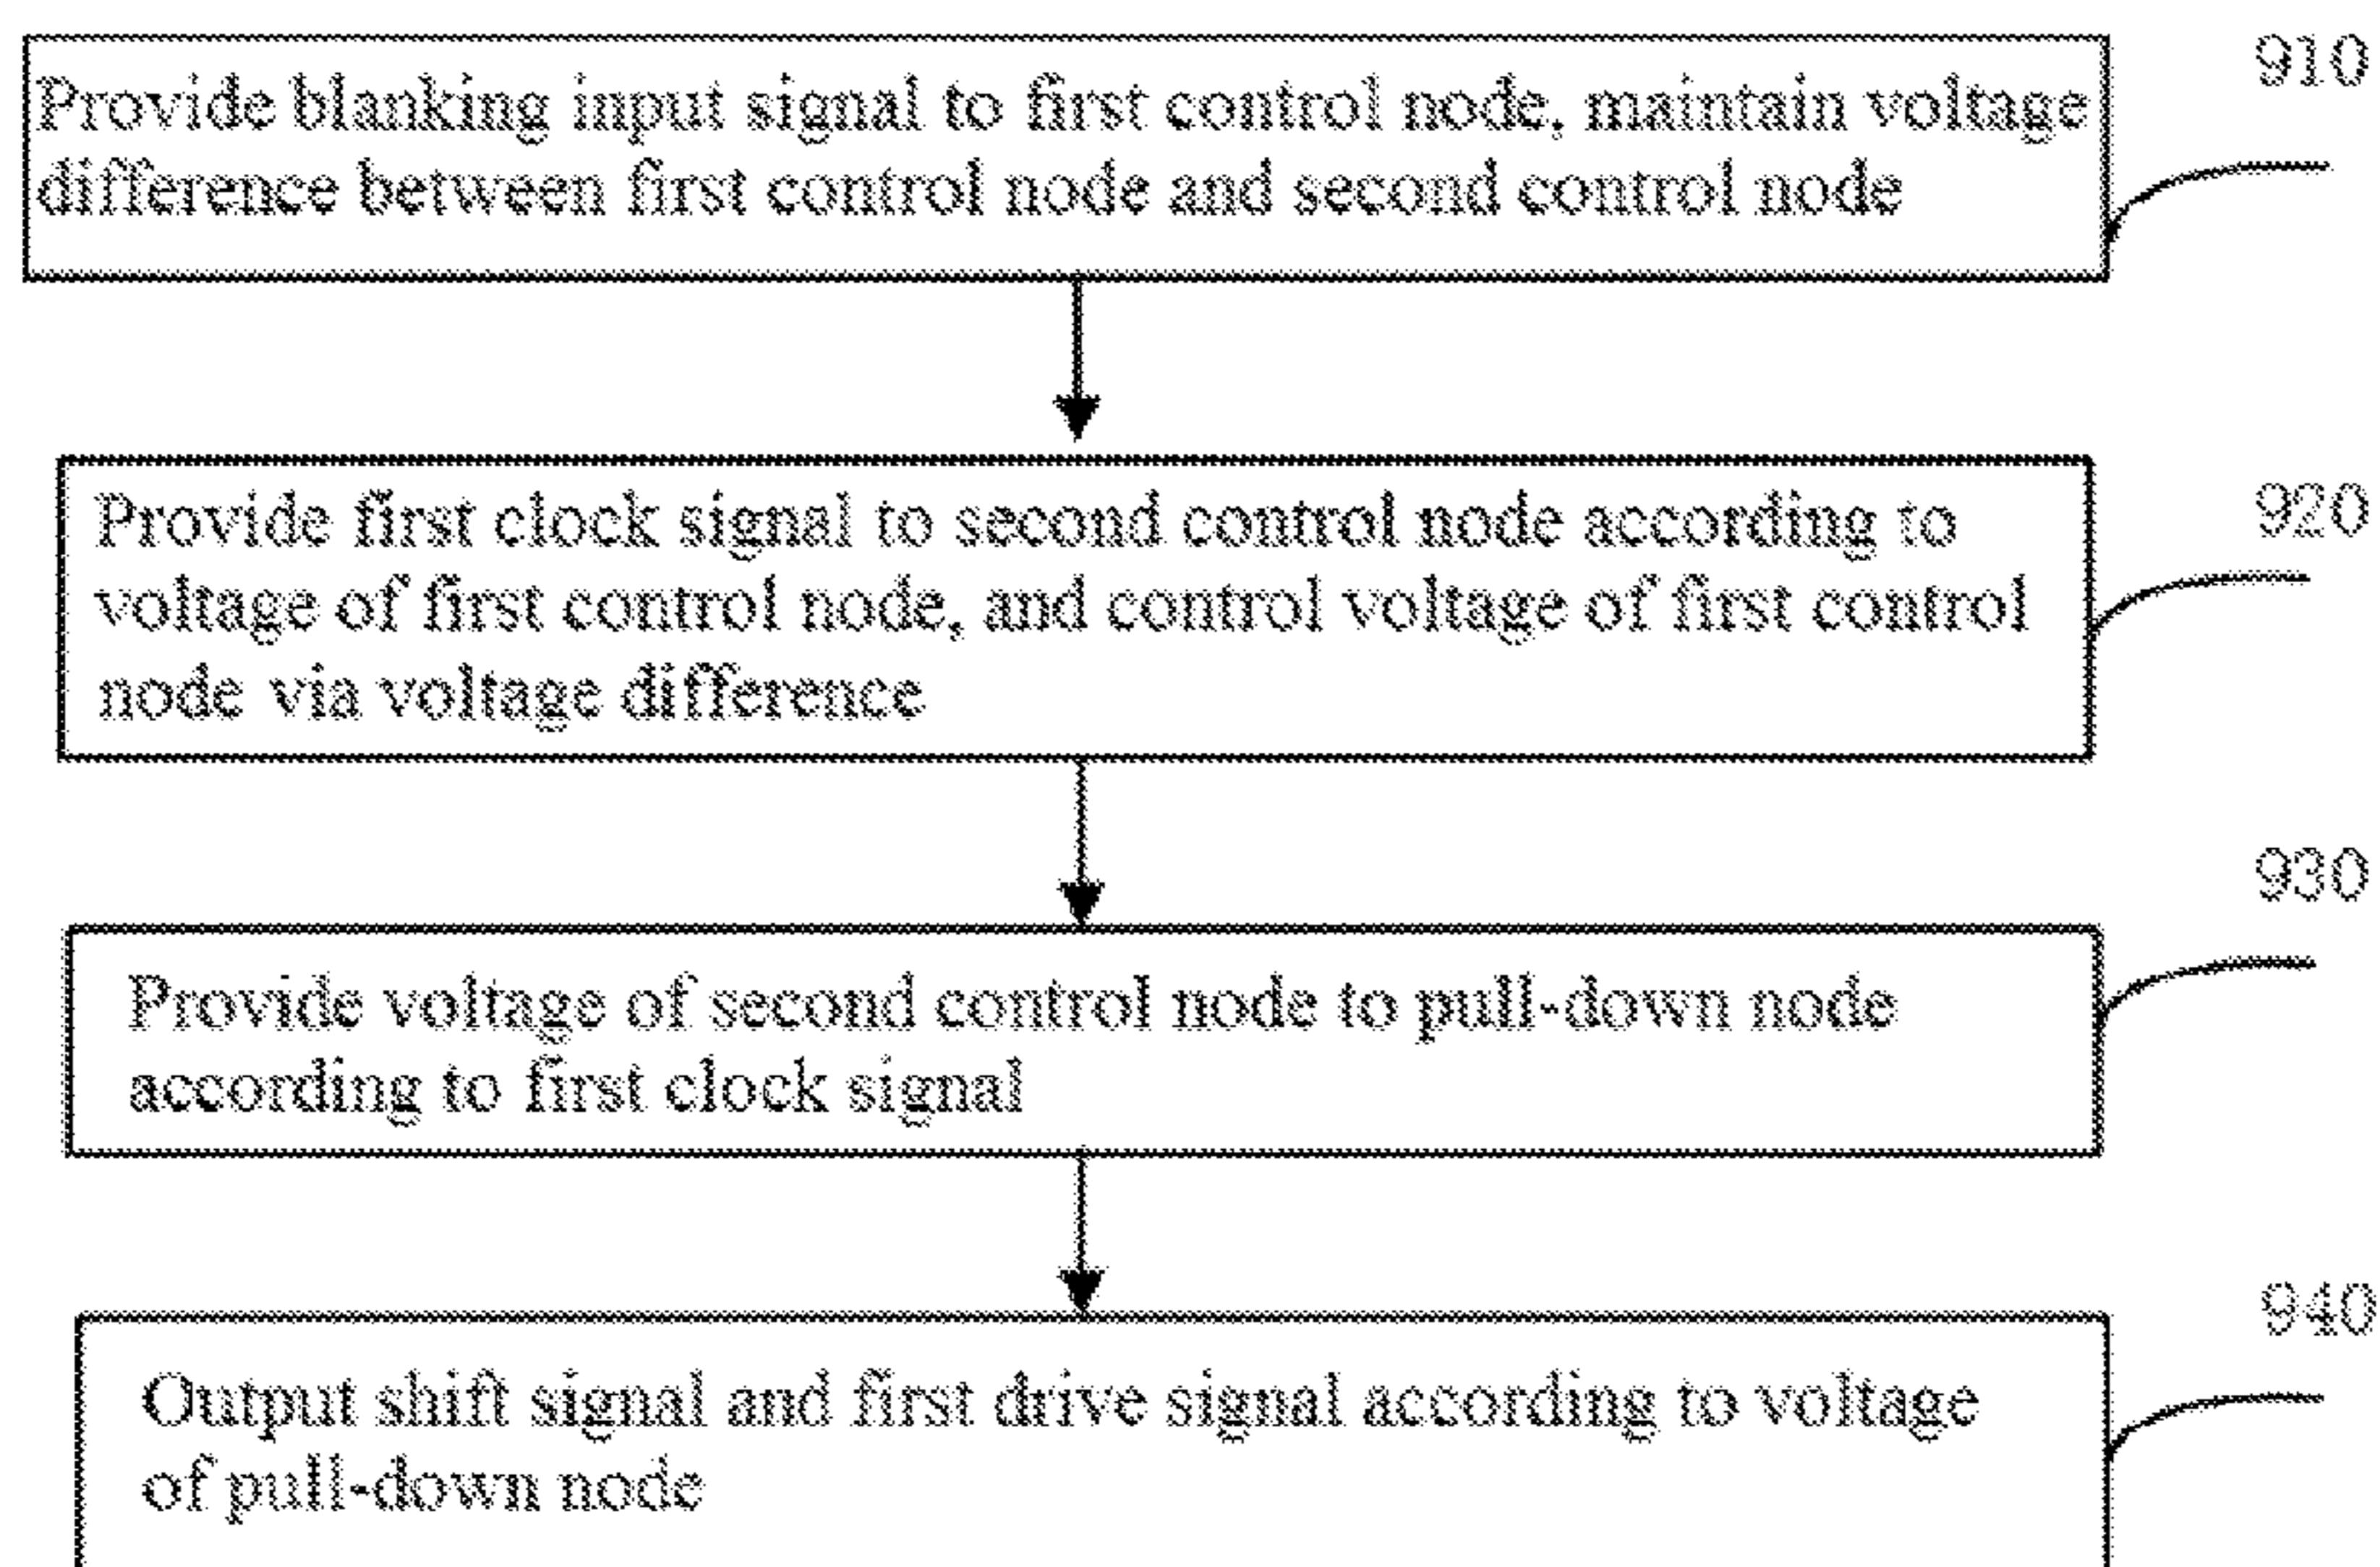 910
Provide blanking input signal to first control node, maintain voltage
difference between first control node and second control node
920
Provide first clock signal to second control node according to
voltage of first control node, and control voltage of first control
node via voltage difference
930
Provide voltage of second control node to pull-down node
according to first clock signal
940
Output shift signal and first drive signal according to voltage
of pull-down node